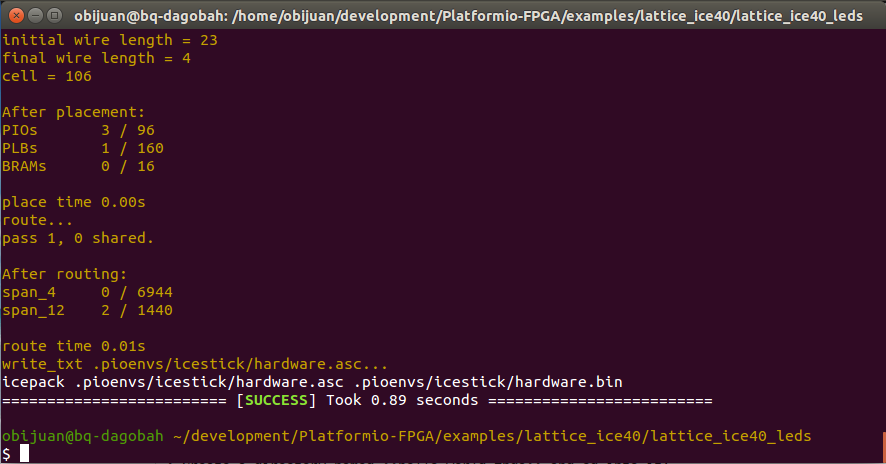 obijuan@bq-dagobah: /home/obijuan/development/Platformio-FPGA/examples/lattice_ice40/lattice_ice40_leds
initial wire length = 23
final wire length = 4
cell = 106
After placement:
PIOs       3 / 96
PLBs       1 / 160
BRAMs      0 / 16
place time 0.00s
route...
pass 1, 0 shared.
After routing:
span_4     0 / 6944
span_12    2 / 1440
route time 0.01s
write_txt .pioenvs/icestick/hardware.asc...
icepack .pioenvs/icestick/hardware.asc .pioenvs/icestick/hardware.bin
========================= [SUCCESS] Took 0.89 seconds =========================
obijuan@bq-dagobah ~/development/Platformio-FPGA/examples/lattice_ice40/lattice_ice40_leds
$